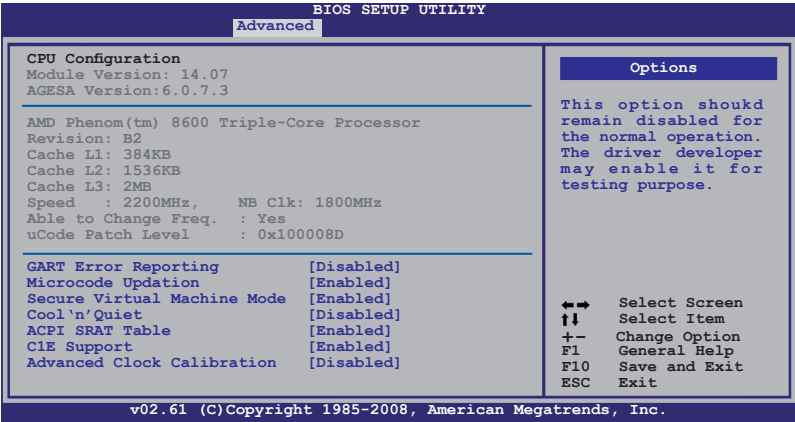 BIOS SETUP UTILITY
Advanced
CPU Configuration
Module Version: 14.07
AGESA Version:6.0.7.3
AMD Phenom(tm) 8600 Triple-Core Processor
Revision: B2
Cache L1: 384KB
Cache L2: 1536KB
Cache L3: 2MB
Speed : 2200MHz, NB Clk: 1800MHz
Able to Change Freq. : Yes
uCode Patch Level : 0x100008D
GART Error Reporting [Disabled]
Microcode Updation [Enabled]
Secure Virtual Machine Mode [Enabled]
Cool'n'Quiet [Disabled]
ACPI SRAT Table [Enabled]
C1E Support [Enabled]
Advanced Clock Calibration [Disabled]
Options
This option shoukd
remain disabled for
the normal operation.
The driver developer
may enable it for
testing purpose.
←→ Select Screen
↑↓ Select Item
+- Change Option
F1 General Help
F10 Save and Exit
ESC Exit
v02.61 (C)Copyright 1985-2008, American Megatrends, Inc.